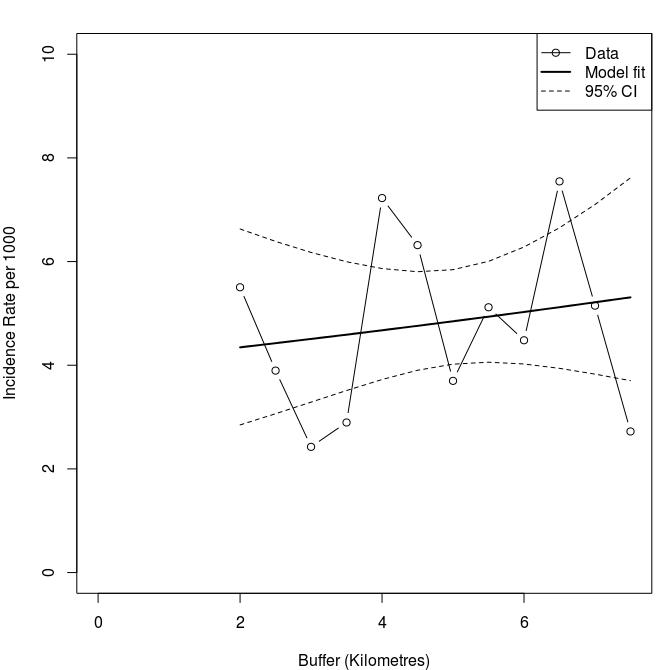 Data
Model fit
95% CI
Incidence Rate per 1000
10
8
6
4
2
0
0 2 4 6
Buffer (Kilometres)